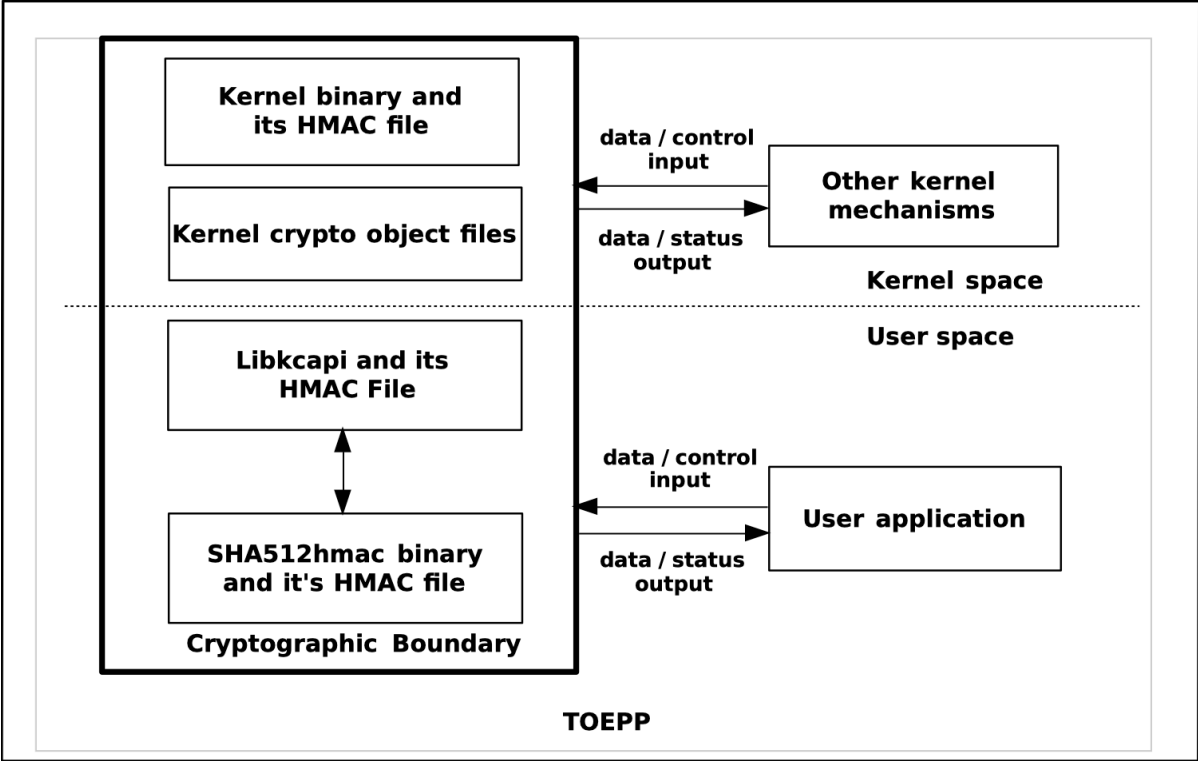 Kernel binary and
its HMAC file
Kernel crypto object files
data / control
input
data / status
output
Other kernel
mechanisms
Kernel space
User space
Libkcapi and its
HMAC File
SHA512hmac binary
and it's HMAC file
Cryptographic Boundary
data / control
input
data / status
output
User application
TOEPP